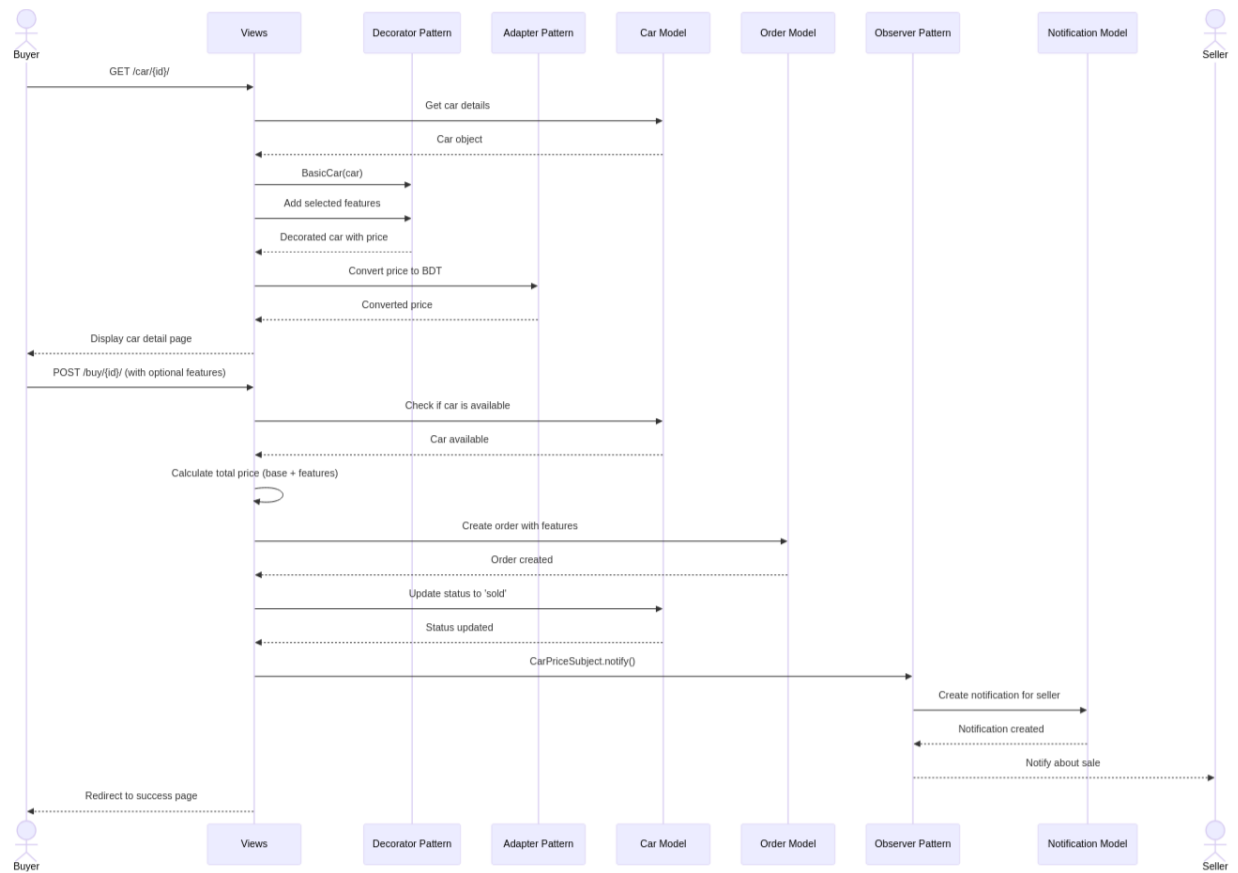 Buyer
Views
Decorator Pattern
Adapter Pattern
Car Model
Order Model
Observer Pattern
Notification Model
Seller
GET /car/{id}/
Get car details
Car object
BasicCar(car)
Add selected features
Decorated car with price
Convert price to BDT
Converted price
Display car detail page
POST /buy/{id}/ (with optional features)
Check if car is available
Car available
Calculate total price (base + features)
Create order with features
Order created
Update status to 'sold'
Status updated
CarPriceSubject.notify()
Create notification for seller
Notification created
Notify about sale
Redirect to success page
Buyer
Views
Decorator Pattern
Adapter Pattern
Car Model
Order Model
Observer Pattern
Notification Model
Seller